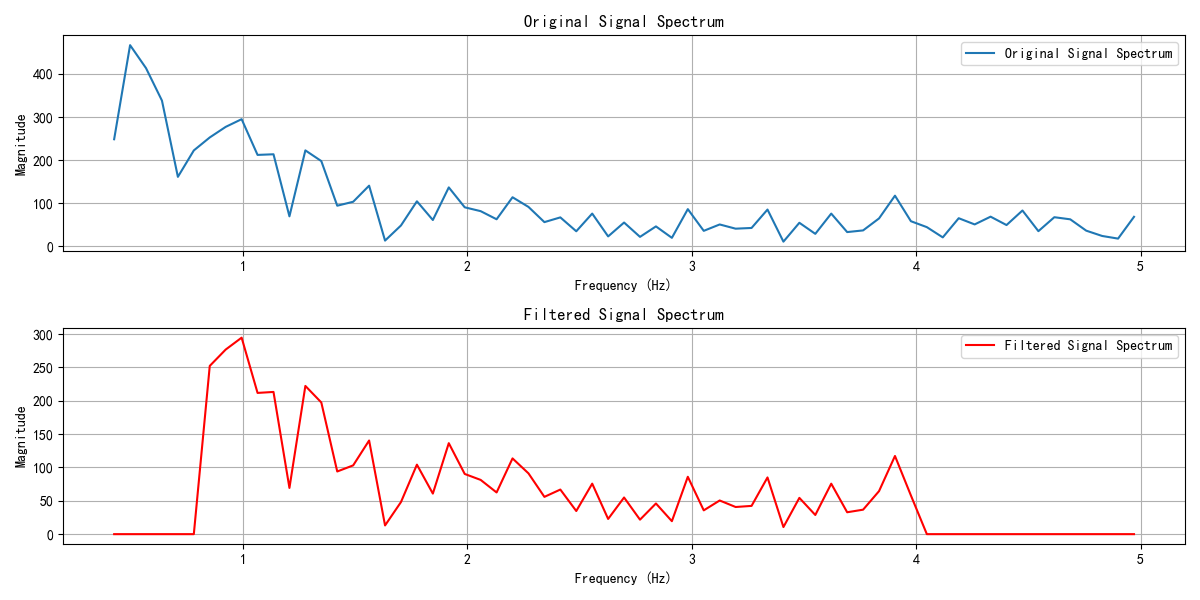 Original Signal Spectrum
Original Signal Spectrum
Magnitude
400
300
200
100
0
1
2
3
4
5
Frequency (Hz)
Filtered Signal Spectrum
Filtered Signal Spectrum
Magnitude
300
250
200
150
100
50
0
1
2
3
4
5
Frequency (Hz)